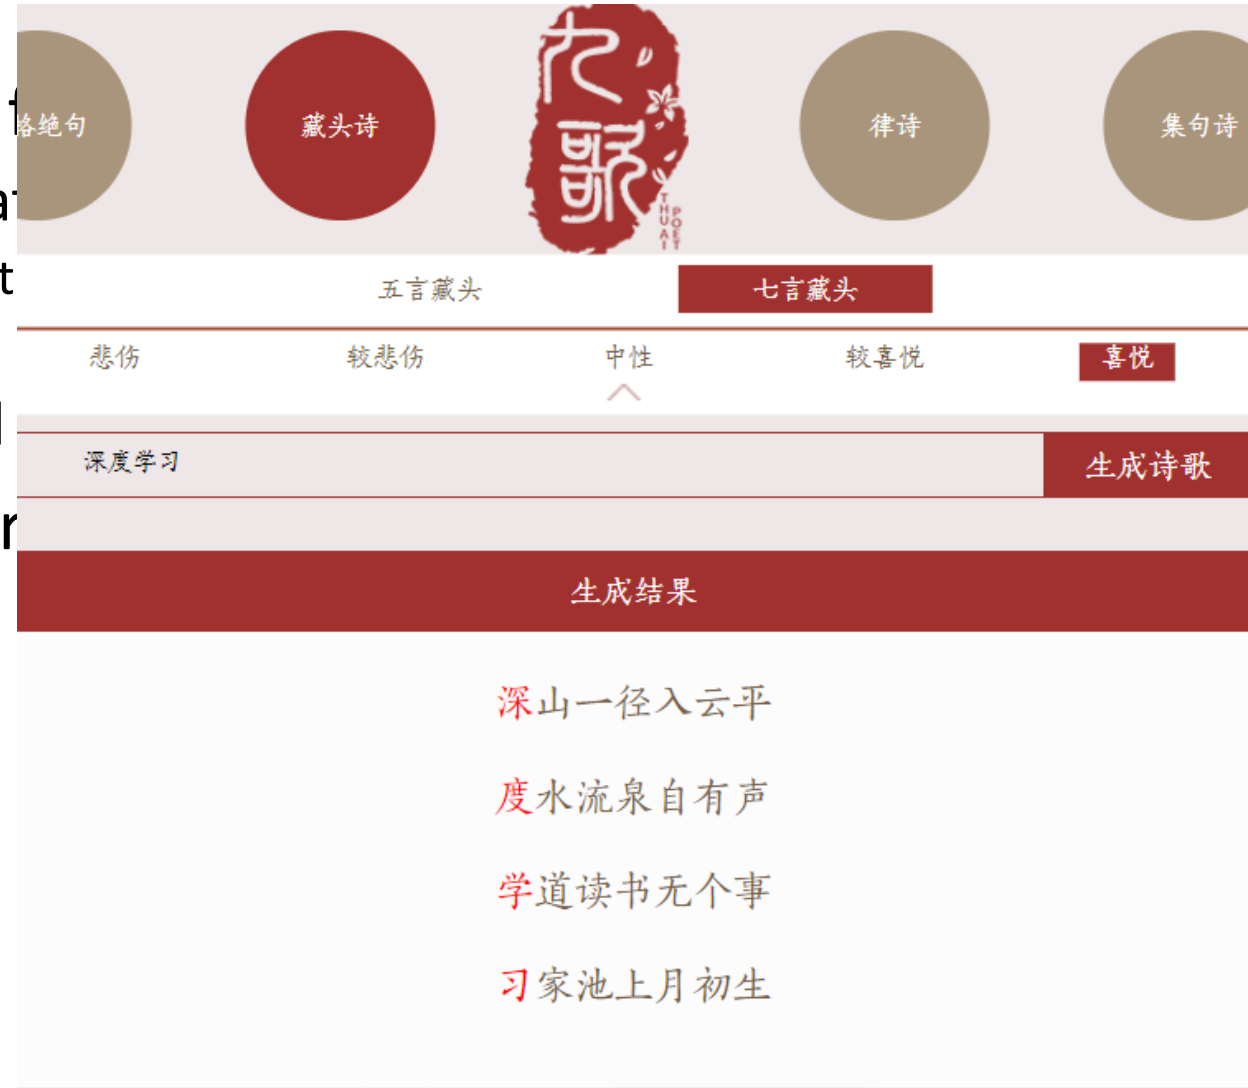 格绝句
藏头诗
九歌
THUAI
POET
律诗
集句诗
五言藏头
七言藏头
悲伤
较悲伤
中性
较喜悦
喜悦
深度学习
生成诗歌
生成结果
深山一径入云平
度水流泉自有声
学道读书无个事
习家池上月初生